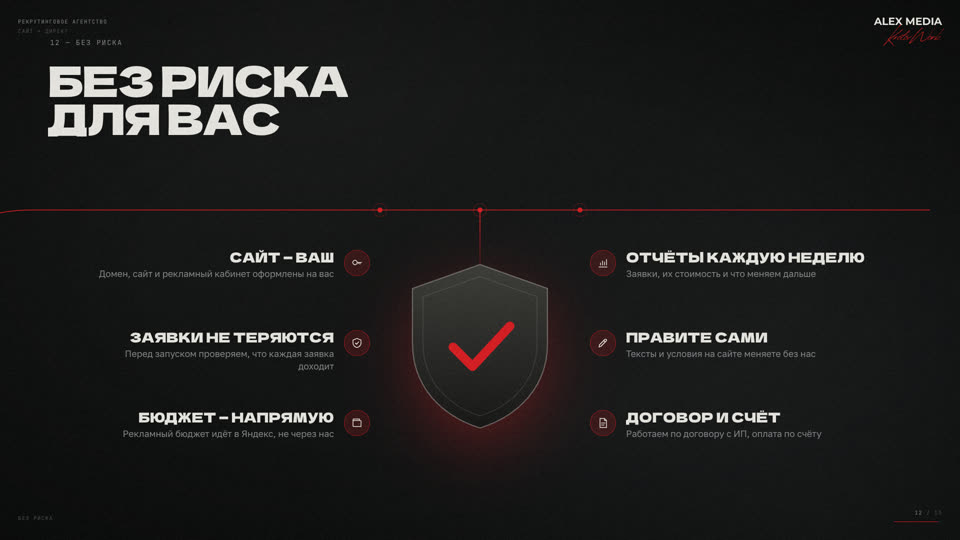 РЕКРУТИНГОВОЕ АГЕНТСТВО
САЙТ + ДИРЕКТ
12 — БЕЗ РИСКА
ALEX MEDIA
БЕЗ РИСКА
ДЛЯ ВАС
САЙТ — ВАШ
Домен, сайт и рекламный кабинет оформлены на вас
ЗАЯВКИ НЕ ТЕРЯЮТСЯ
Перед запуском проверяем, что каждая заявка
доходит
БЮДЖЕТ — НАПРЯМУЮ
Рекламный бюджет идёт в Яндекс, не через нас
ОТЧЁТЫ КАЖДУЮ НЕДЕЛЮ
Заявки, их стоимость и что меняем дальше
ПРАВИТЕ САМИ
Тексты и условия на сайте меняете без нас
ДОГОВОР И СЧЁТ
Работаем по договору с ИП, оплата по счёту
БЕЗ РИСКА
12 / 15